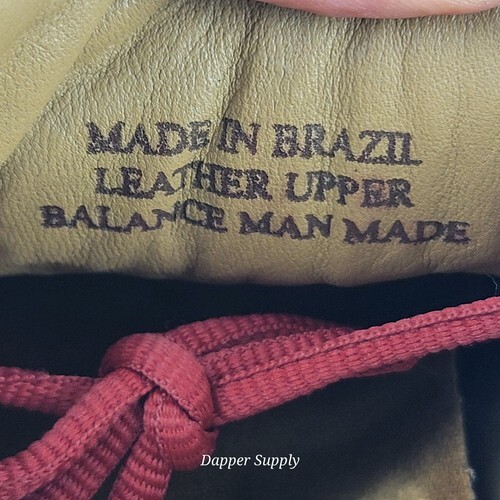 MADE IN BRAZIL
LEATHER UPPER
BALANCE MAN MADE
Dapper Supply